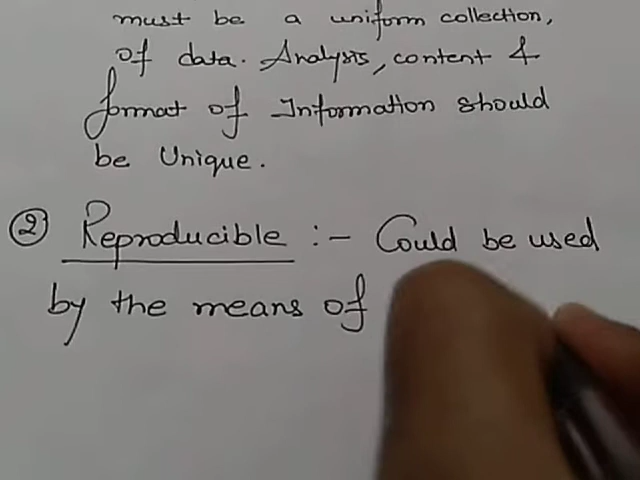 must be a uniform collection,
of data. Analysis, content &
format of Information should
be Unique.
② Reproducible :- Could be used
by the means of